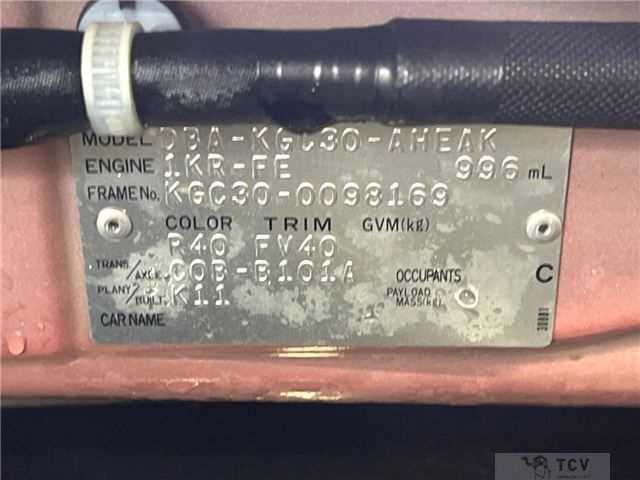 MODEL DBA-KGC30-AHEAK
ENGINE 1KR-FE 996 mL
FRAME No. KGC30-0098169
COLOR TRIM GVM(kg)
R40 FV40
TRANS/AXLE C0B-B101A OCCUPANTS C
PLANT/BUILT K11 PAYLOAD MASS(kg)
CAR NAME
TCV